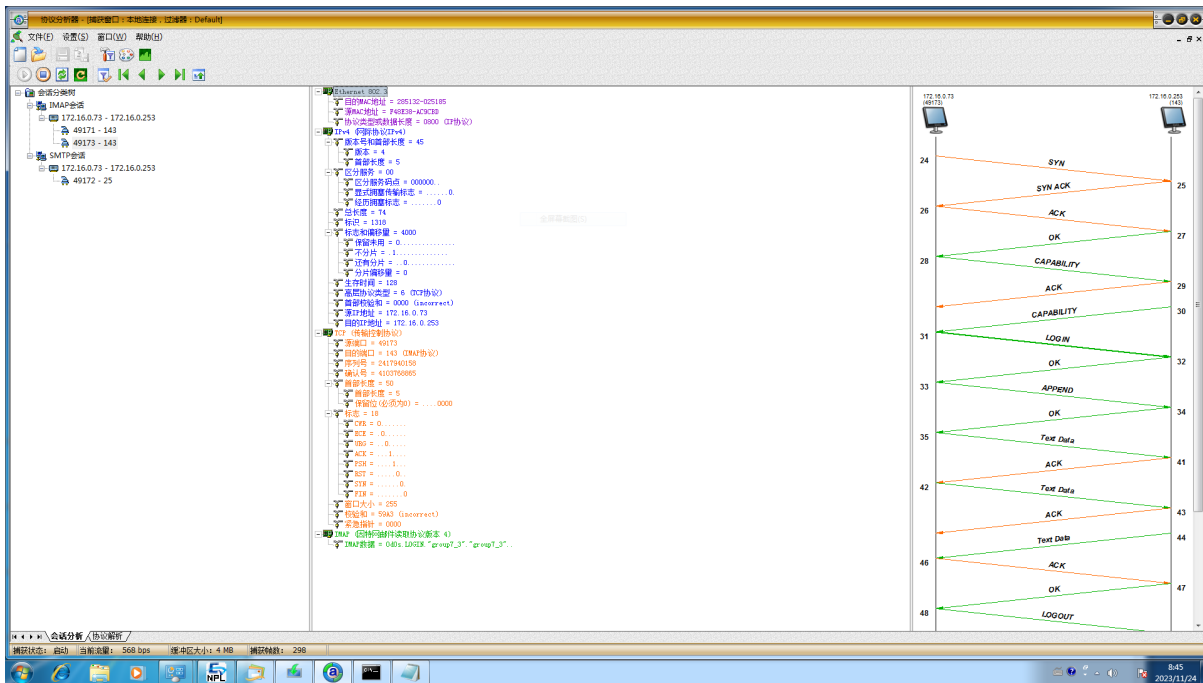 协议分析器 - [捕获窗口：本地连接，过滤器：Default]
文件(F) 设置(S) 窗口(W) 帮助(H)
会话分类树
IMAP会话
172.16.0.73 - 172.16.0.253
49171 - 143
49173 - 143
SMTP会话
172.16.0.73 - 172.16.0.253
49172 - 25
Ethernet 802.3
目的MAC地址 = 285132-025185
源MAC地址 = F48E38-AC9CBD
协议类型或数据长度 = 0800 (IP协议)
IPv4 (网际协议IPv4)
版本号和首部长度 = 45
版本 = 4
首部长度 = 5
区分服务 = 00
区分服务码点 = 000000..
显式拥塞传输标志 = ......0.
经历拥塞标志 = .......0
总长度 = 74
标识 = 1318
标志和偏移量 = 4000
保留未用 = 0..............
不分片 = .1..............
还有分片 = ..0.............
分片偏移量 = 0
生存时间 = 128
高层协议类型 = 6 (TCP协议)
首部校验和 = 0000 (incorrect)
源IP地址 = 172.16.0.73
目的IP地址 = 172.16.0.253
TCP (传输控制协议)
源端口 = 49173
目的端口 = 143 (IMAP协议)
序列号 = 2417940158
确认号 = 4103768865
首部长度 = 50
首部长度 = 5
保留位(必须为0) = ....0000
标志 = 18
CWR = 0.......
ECE = .0......
URG = ..0.....
ACK = ...1....
PSH = ....1...
RST = .....0..
SYN = ......0.
FIN = .......0
窗口大小 = 255
校验和 = 59A3 (incorrect)
紧急指针 = 0000
IMAP (因特网邮件读取协议版本 4)
IMAP数据 = 0d0s.LOGIN."group7_3"."group7_3"..
172.16.0.73
(49173)
172.16.0.253
(143)
24
SYN
SYN ACK
25
26
ACK
OK
27
28
CAPABILITY
ACK
29
CAPABILITY
30
31
LOGIN
OK
32
33
APPEND
OK
34
35
Text Data
ACK
41
42
Text Data
ACK
43
Text Data
44
46
ACK
OK
47
48
LOGOUT
会话分析 协议解析
捕获状态： 启动 当前流量： 568 bps 缓冲区大小：4 MB 捕获帧数： 298
NPL
8:45
2023/11/24